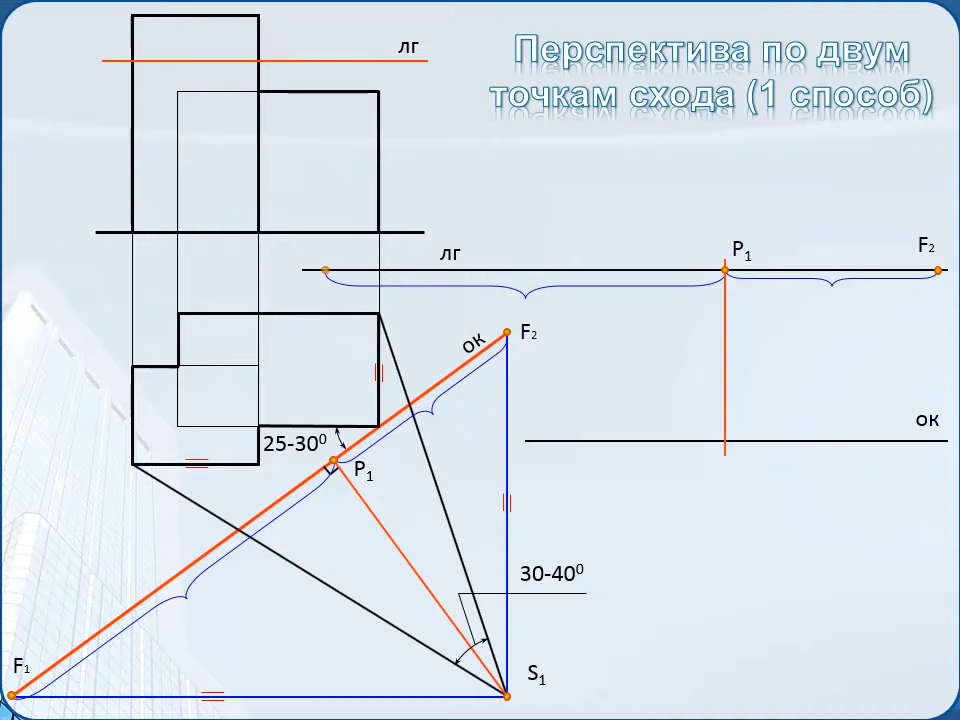 Перспектива по двум
точкам схода (1 способ)
лг
лг
P1
F2
F2
ок
ок
25-30⁰
P1
30-40⁰
F1
S1